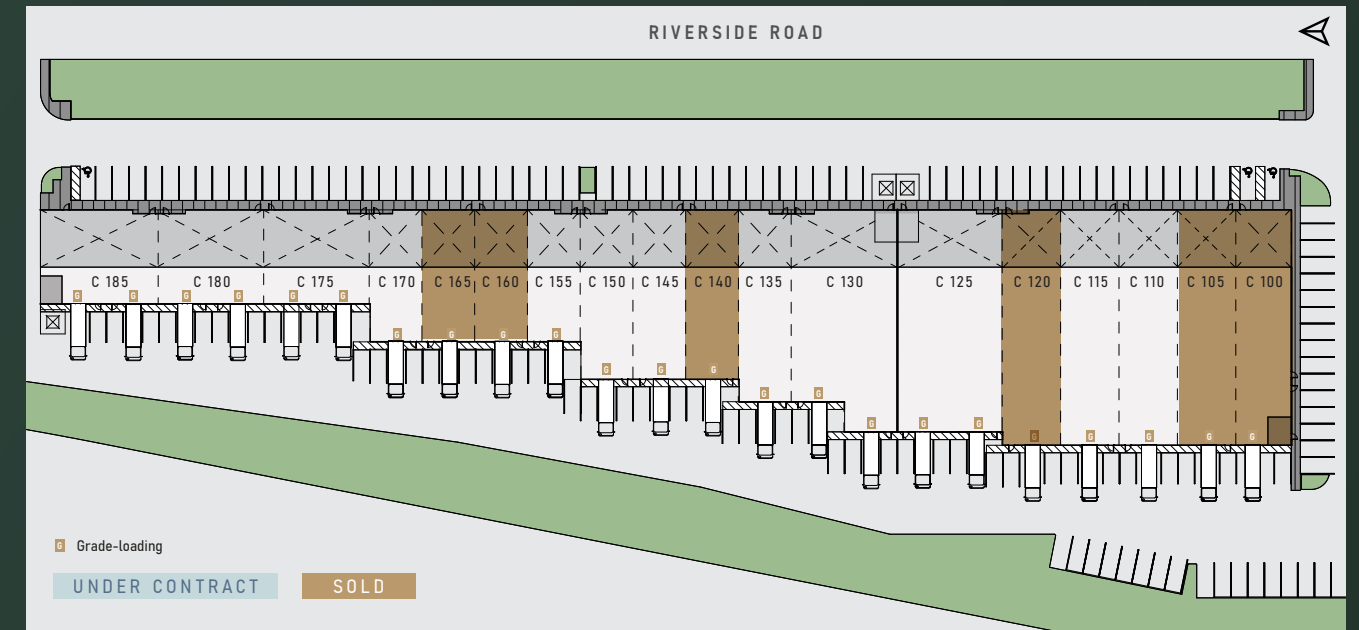 RIVERSIDE ROAD
C 185 C 180 C 175 C 170 C 165 C 160 C 155 C 150 C 145 C 140 C 135 C 130 C 125 C 120 C 115 C 110 C 105 C 100
G G G G G G
G G G G
G G G
G G
G G G
G G G G G
G Grade-loading
UNDER CONTRACT SOLD